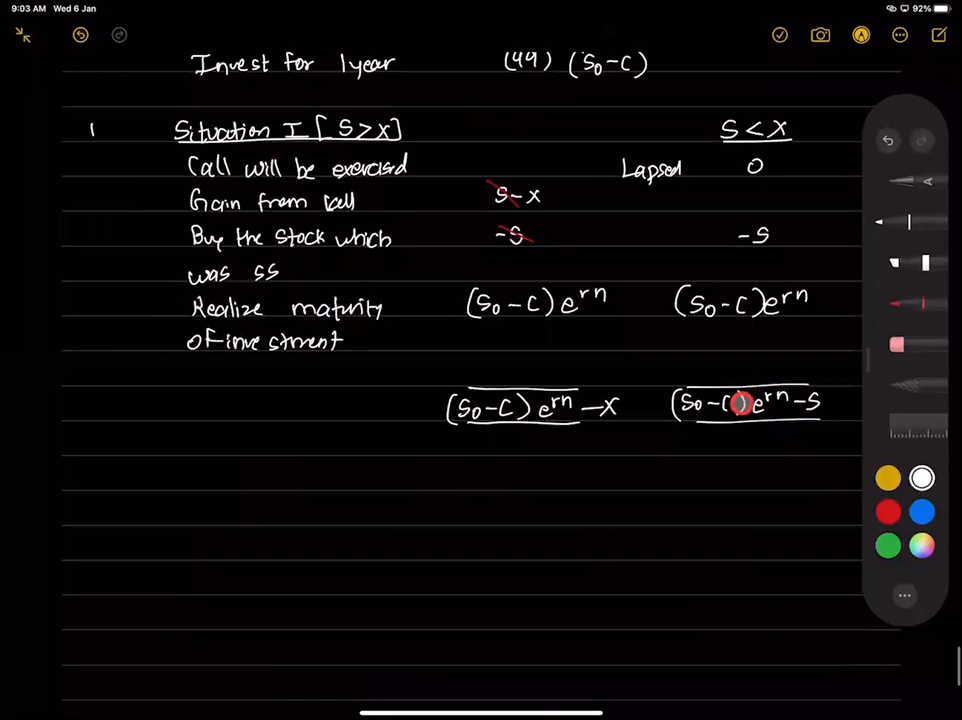 9:03 AM Wed 6 Jan
92%
Invest for 1year (49) (S₀-C)
1 Situation I [S>X] S<X
Call will be exercised Lapsed 0
Gain from call S-X
Buy the stock which -S -S
was SS
Realize maturity (S₀-C)eʳⁿ (S₀-C)eʳⁿ
of investment
(S₀-C)eʳⁿ-X (S₀-C)eʳⁿ-S